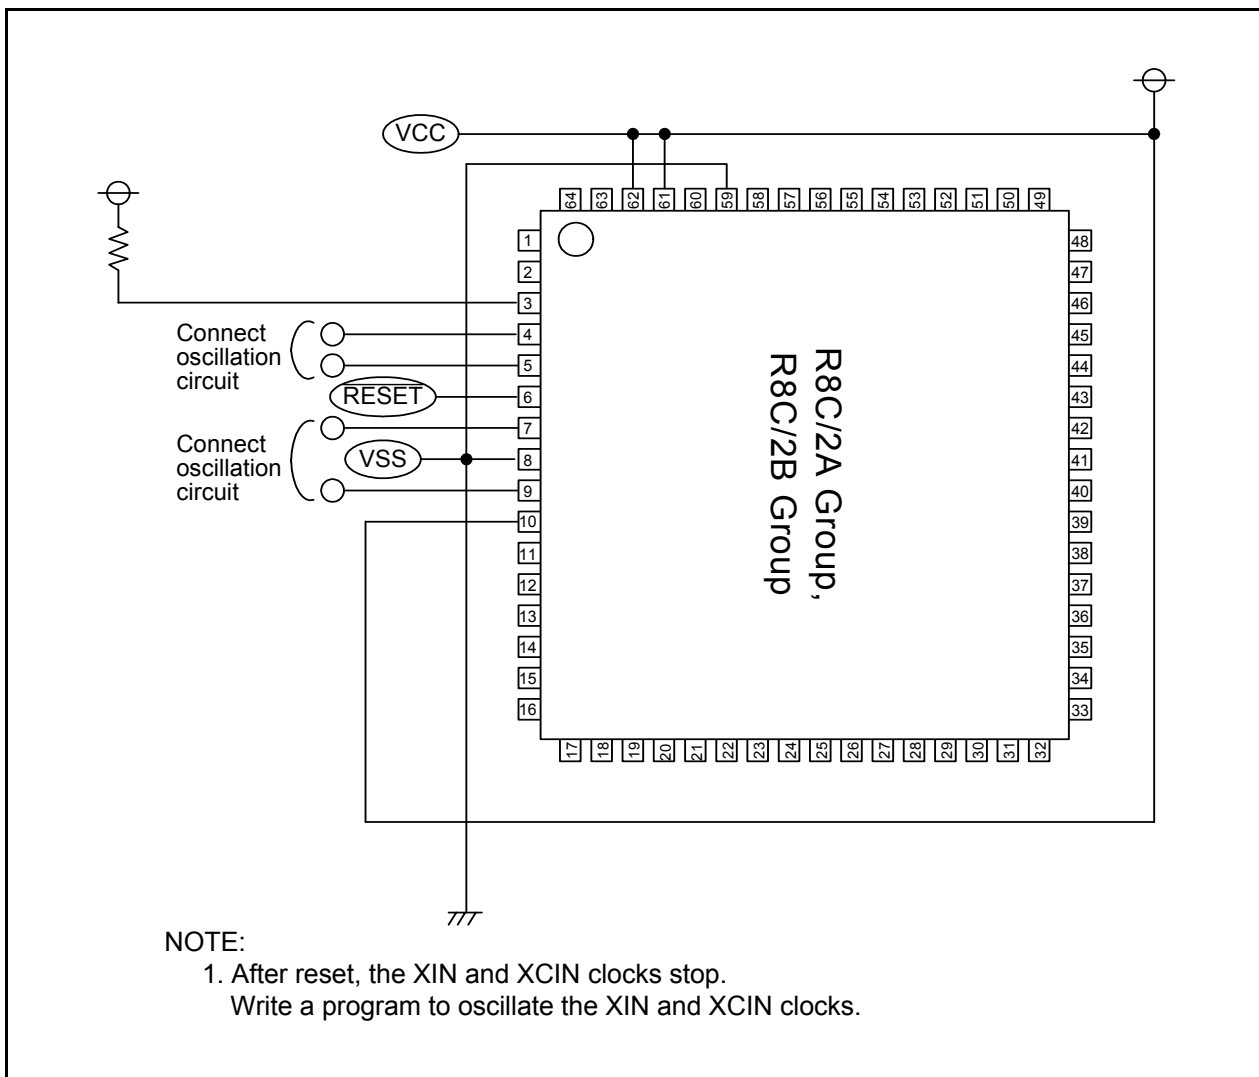 VCC
64 63 62 61 60 59 58 57 56 55 54 53 52 51 50 49
1
2
3
4
5
6
7
8
9
10
11
12
13
14
15
16
Connect
oscillation
circuit
RESET
Connect
oscillation
circuit
VSS
R8C/2A Group,
R8C/2B Group
48
47
46
45
44
43
42
41
40
39
38
37
36
35
34
33
17 18 19 20 21 22 23 24 25 26 27 28 29 30 31 32
NOTE:
1. After reset, the XIN and XCIN clocks stop.
Write a program to oscillate the XIN and XCIN clocks.